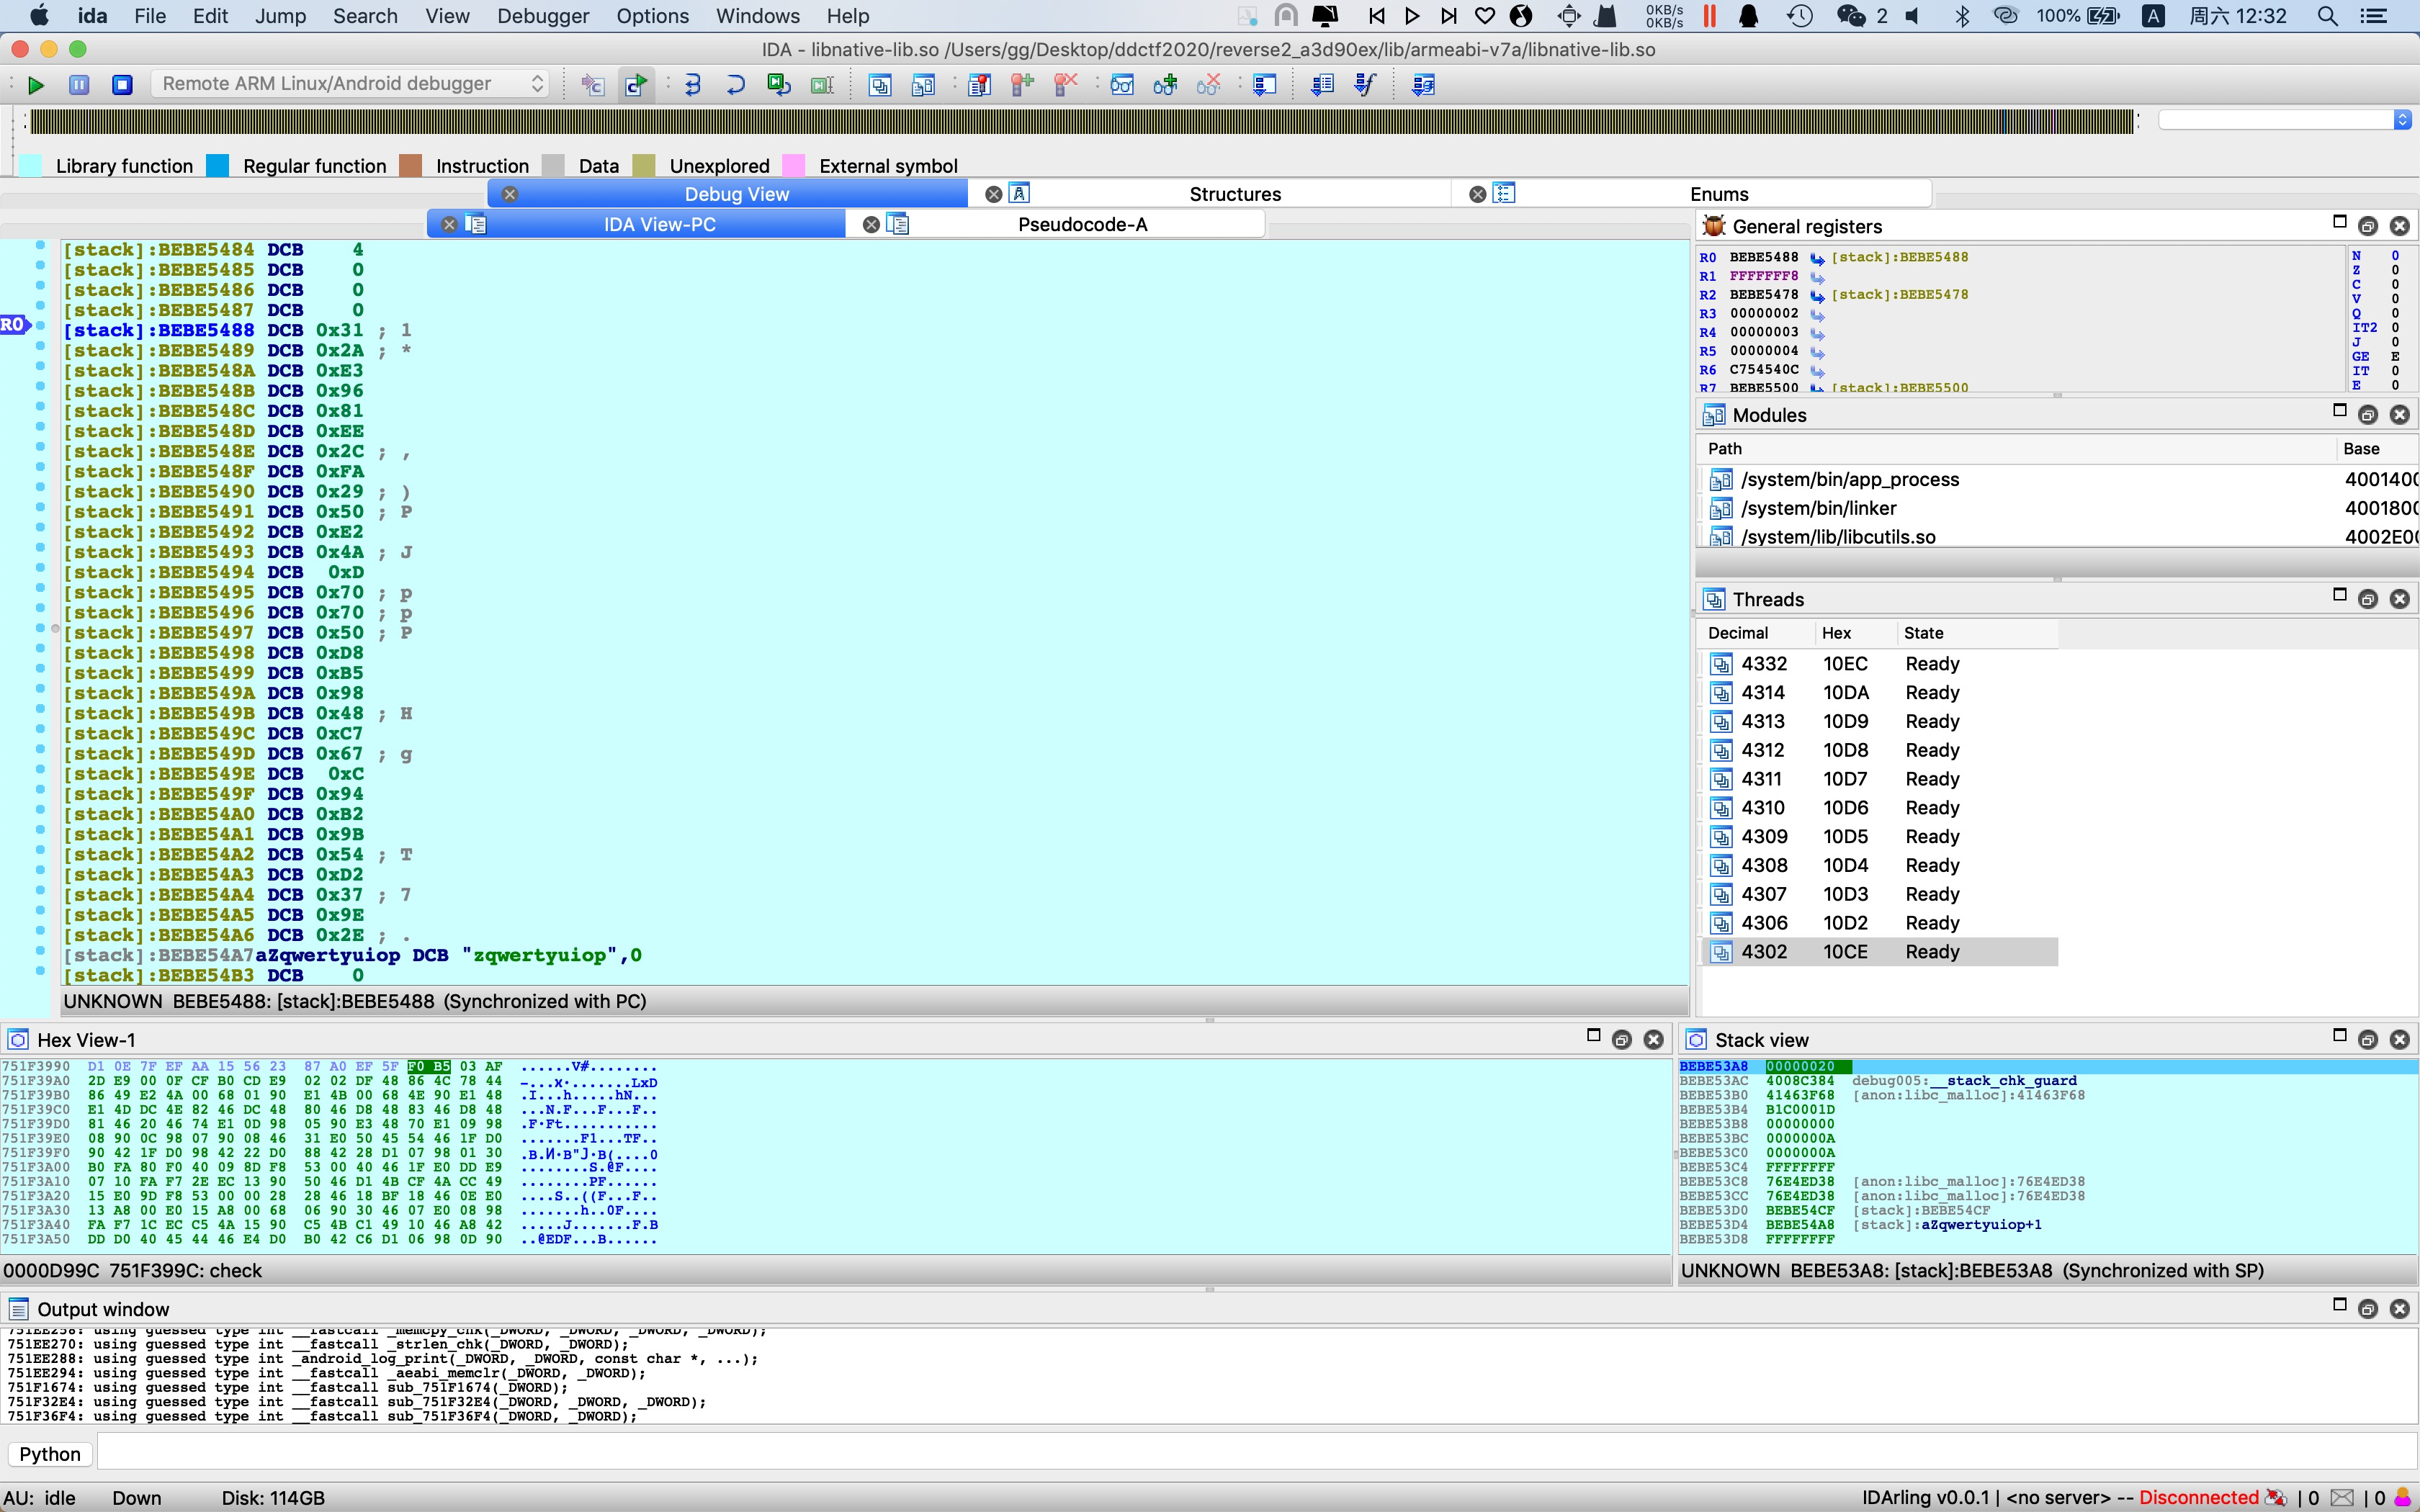 ida File Edit Jump Search View Debugger Options Windows Help 0KB/s 0KB/s 2 100% A 周六 12:32
IDA - libnative-lib.so /Users/gg/Desktop/ddctf2020/reverse2_a3d90ex/lib/armeabi-v7a/libnative-lib.so
Remote ARM Linux/Android debugger
Library function Regular function Instruction Data Unexplored External symbol
Debug View Structures Enums
IDA View-PC Pseudocode-A
[stack]:BEBE5484 DCB 4
[stack]:BEBE5485 DCB 0
[stack]:BEBE5486 DCB 0
[stack]:BEBE5487 DCB 0
R0 [stack]:BEBE5488 DCB 0x31 ; 1
[stack]:BEBE5489 DCB 0x2A ; *
[stack]:BEBE548A DCB 0xE3
[stack]:BEBE548B DCB 0x96
[stack]:BEBE548C DCB 0x81
[stack]:BEBE548D DCB 0xEE
[stack]:BEBE548E DCB 0x2C ; ,
[stack]:BEBE548F DCB 0xFA
[stack]:BEBE5490 DCB 0x29 ; )
[stack]:BEBE5491 DCB 0x50 ; P
[stack]:BEBE5492 DCB 0xE2
[stack]:BEBE5493 DCB 0x4A ; J
[stack]:BEBE5494 DCB 0xD
[stack]:BEBE5495 DCB 0x70 ; p
[stack]:BEBE5496 DCB 0x70 ; p
[stack]:BEBE5497 DCB 0x50 ; P
[stack]:BEBE5498 DCB 0xD8
[stack]:BEBE5499 DCB 0xB5
[stack]:BEBE549A DCB 0x98
[stack]:BEBE549B DCB 0x48 ; H
[stack]:BEBE549C DCB 0xC7
[stack]:BEBE549D DCB 0x67 ; g
[stack]:BEBE549E DCB 0xC
[stack]:BEBE549F DCB 0x94
[stack]:BEBE54A0 DCB 0xB2
[stack]:BEBE54A1 DCB 0x9B
[stack]:BEBE54A2 DCB 0x54 ; T
[stack]:BEBE54A3 DCB 0xD2
[stack]:BEBE54A4 DCB 0x37 ; 7
[stack]:BEBE54A5 DCB 0x9E
[stack]:BEBE54A6 DCB 0x2E ; .
[stack]:BEBE54A7aZqwertyuiop DCB "zqwertyuiop",0
[stack]:BEBE54B3 DCB 0
UNKNOWN BEBE5488: [stack]:BEBE5488 (Synchronized with PC)
General registers
R0 BEBE5488 [stack]:BEBE5488
R1 FFFFFFF8
R2 BEBE5478 [stack]:BEBE5478
R3 00000002
R4 00000003
R5 00000004
R6 C754540C
R7 BEBE5500 [stack]:BEBE5500
N 0
Z 0
C 0
V 0
Q 0
IT2 0
J 0
GE E
IT 0
E 0
Modules
Path Base
/system/bin/app_process 400140
/system/bin/linker 400180
/system/lib/libcutils.so 4002E0
Threads
Decimal Hex State
4332 10EC Ready
4314 10DA Ready
4313 10D9 Ready
4312 10D8 Ready
4311 10D7 Ready
4310 10D6 Ready
4309 10D5 Ready
4308 10D4 Ready
4307 10D3 Ready
4306 10D2 Ready
4302 10CE Ready
Hex View-1
751F3990 D1 0E 7F EF AA 15 56 23 87 A0 EF 5F F0 B5 03 AF ......V#........
751F39A0 2D E9 00 0F CF B0 CD E9 02 02 DF 48 86 4C 78 44
751F39B0 86 49 E2 4A 00 68 01 90 E1 4B 00 68 4E 90 E1 48 .I...h.....hN...
751F39C0 E1 4D DC 4E 82 46 DC 48 80 46 D8 48 83 46 D8 48 ...N.F...F...F..
751F39D0 81 46 20 46 74 E1 0D 98 05 90 E3 48 70 E1 09 98
751F39E0 08 90 0C 98 07 90 08 46 31 E0 50 45 54 46 1F D0 .......F1...TF..
751F39F0 90 42 1F D0 98 42 22 D0 88 42 28 D1 07 98 01 30
751F3A00 B0 FA 80 F0 40 09 8D F8 53 00 40 46 1F E0 DD E9 ........S.@F....
751F3A10 07 10 FA F7 2E EC 13 90 50 46 D1 4B CF 4A CC 49 ........PF......
751F3A20 15 E0 9D F8 53 00 00 28 28 46 18 BF 18 46 0E E0 ....S..((F...F..
751F3A30 13 A8 00 E0 15 A8 00 68 06 90 30 46 07 E0 08 98 .......h..0F....
751F3A40 FA F7 1C EC C5 4A 15 90 C5 4B C1 49 10 46 A8 42 .....J.......F.B
751F3A50 DD D0 40 45 44 46 E4 D0 B0 42 C6 D1 06 98 0D 90 ..@EDF...B......
0000D99C 751F399C: check
Stack view
BEBE53A8 00000020
BEBE53AC 4008C384 debug005:__stack_chk_guard
BEBE53B0 41463F68 [anon:libc_malloc]:41463F68
BEBE53B4 B1C0001D
BEBE53B8 00000000
BEBE53BC 0000000A
BEBE53C0 0000000A
BEBE53C4 FFFFFFFF
BEBE53C8 76E4ED38 [anon:libc_malloc]:76E4ED38
BEBE53CC 76E4ED38 [anon:libc_malloc]:76E4ED38
BEBE53D0 BEBE54CF [stack]:BEBE54CF
BEBE53D4 BEBE54A8 [stack]:aZqwertyuiop+1
BEBE53D8 FFFFFFFF
UNKNOWN BEBE53A8: [stack]:BEBE53A8 (Synchronized with SP)
Output window
751EE258: using guessed type int __fastcall _memcpy_chk(_DWORD, _DWORD, _DWORD, _DWORD);
751EE270: using guessed type int __fastcall _strlen_chk(_DWORD, _DWORD);
751EE288: using guessed type int _android_log_print(_DWORD, _DWORD, const char *, ...);
751EE294: using guessed type int __fastcall _aeabi_memclr(_DWORD, _DWORD);
751F1674: using guessed type int __fastcall sub_751F1674(_DWORD);
751F32E4: using guessed type int __fastcall sub_751F32E4(_DWORD, _DWORD, _DWORD);
751F36F4: using guessed type int __fastcall sub_751F36F4(_DWORD, _DWORD);
Python
AU: idle Down Disk: 114GB IDArling v0.0.1 | <no server> -- Disconnected | 0 | 0